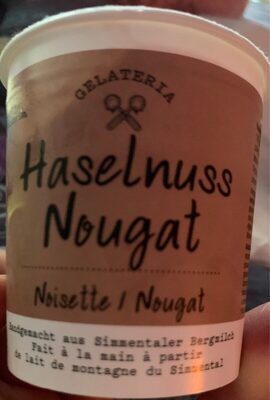 GELATERIA
Haselnuss
Nougat
Noisette / Nougat
Handgemacht aus Simmentaler Bergmilch
Fait à la main à partir
de lait de montagne du Simmental